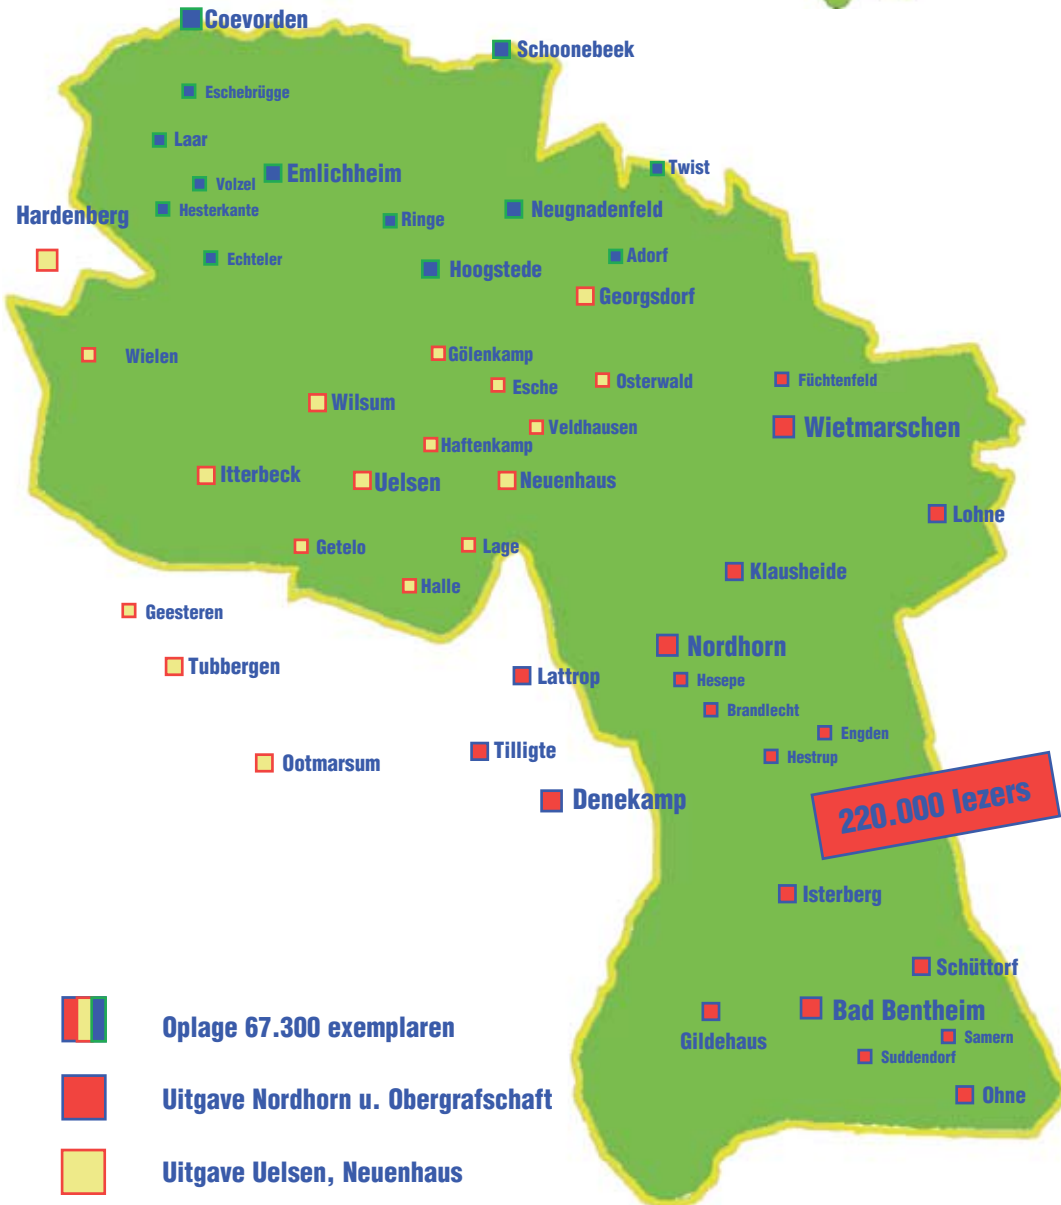 Coevorden
Schoonebeek
Eschebrügge
Laar
Twist
Emlichheim
Volzel
Hesterkante
Neugnadenfeld
Hardenberg
Ringe
Echteler
Adorf
Hoogstede
Georgsdorf
Wielen
Gölenkamp
Esche
Osterwald
Füchtenfeld
Wilsum
Veldhausen
Wietmarschen
Haftenkamp
Itterbeck
Uelsen
Neuenhaus
Lohne
Getelo
Lage
Klausheide
Halle
Geesteren
Nordhorn
Tubbergen
Lattrop
Hesepe
Brandlecht
Engden
Tilligte
Hestrup
Ootmarsum
Denekamp
220.000 lezers
Isterberg
Schüttorf
Bad Bentheim
Gildehaus
Samern
Suddendorf
Ohne
Oplage 67.300 exemplaren
Uitgave Nordhorn u. Obergrafschaft
Uitgave Uelsen, Neuenhaus